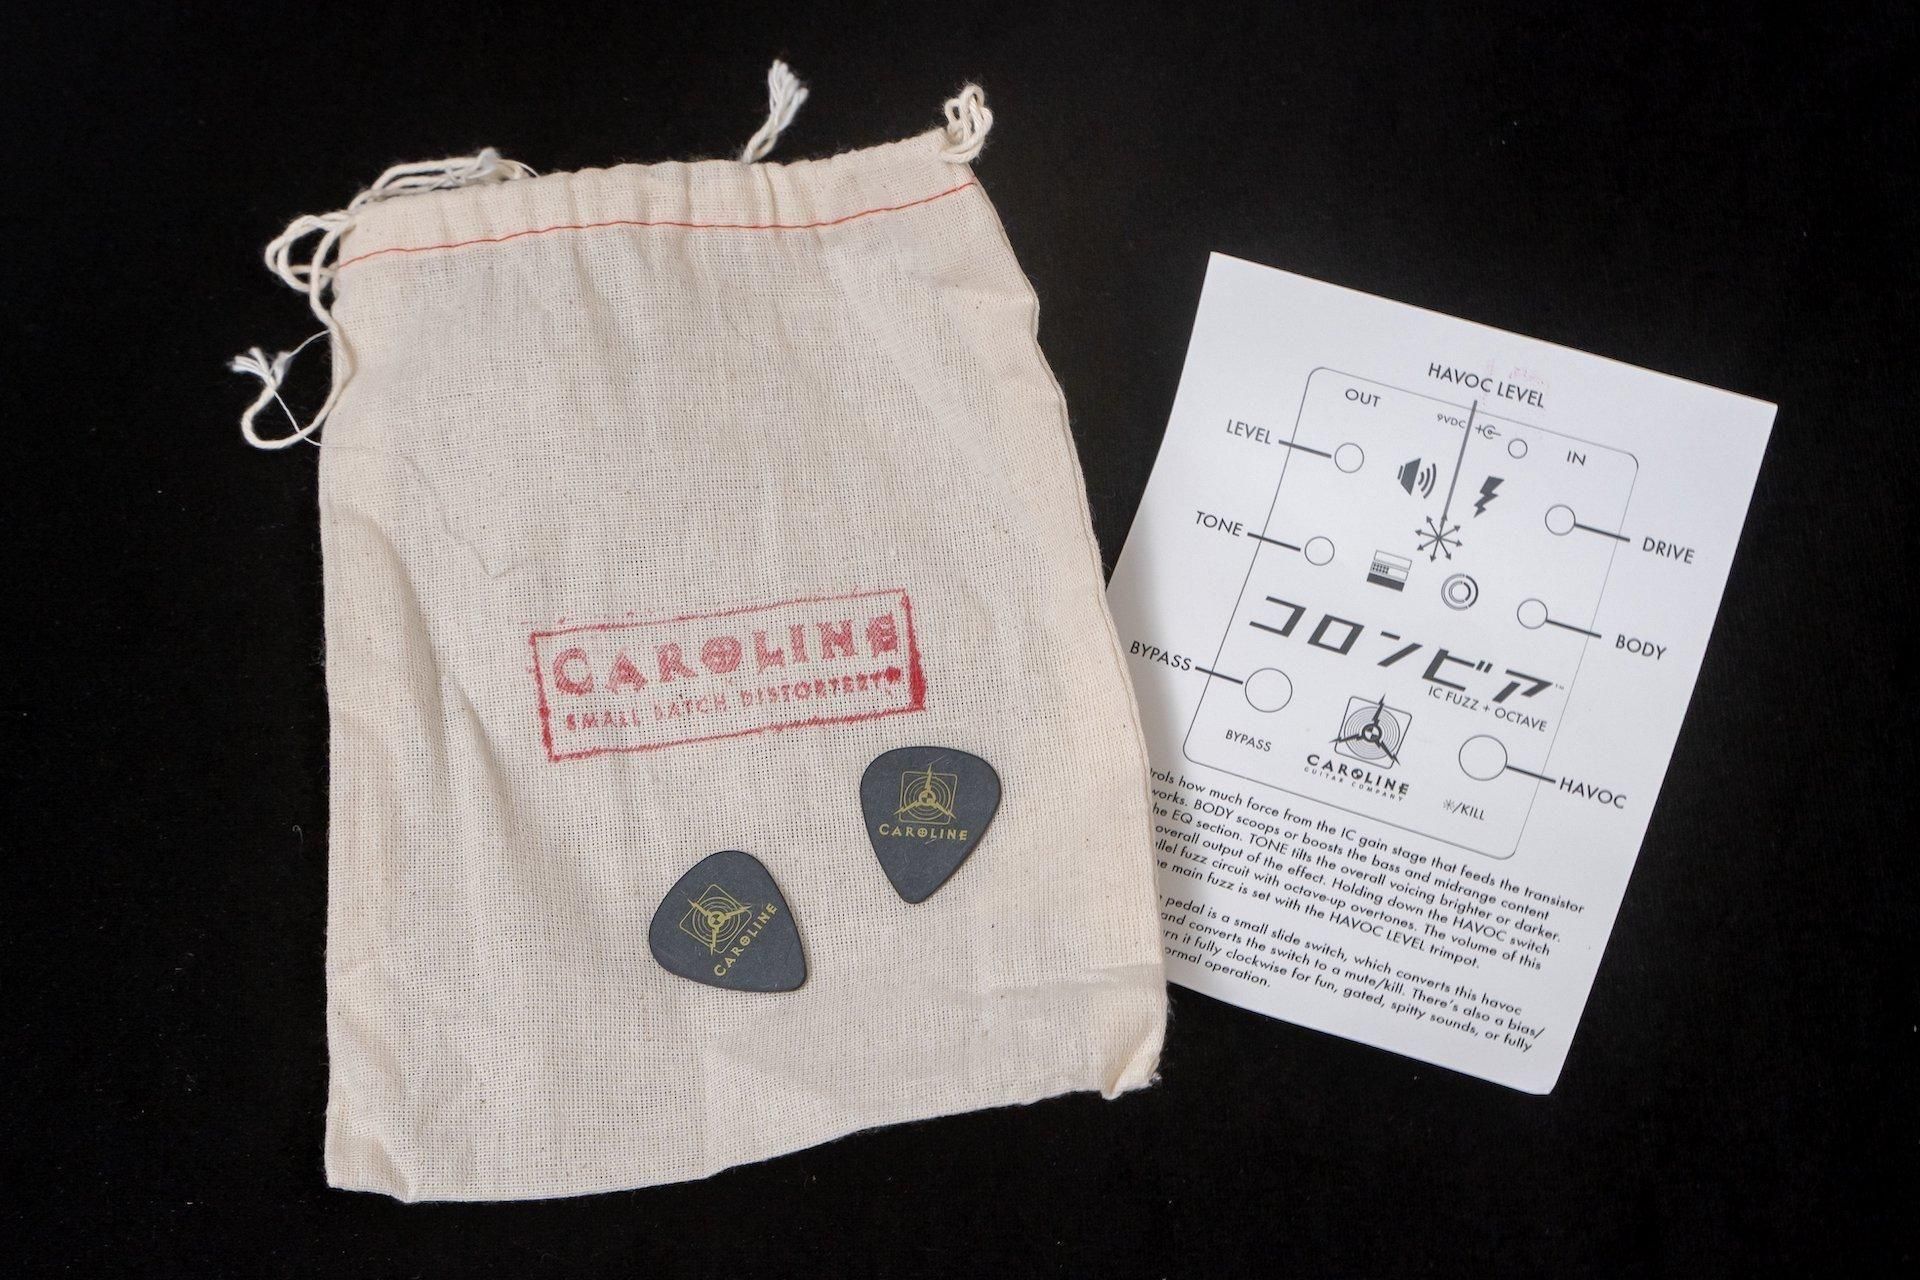 CAROLINE
SMALL BATCH DISTORTERY
CAROLINE
CAROLINE
HAVOC LEVEL
OUT
9VDC
IN
LEVEL
DRIVE
TONE
BODY
コロンビア™
IC FUZZ + OCTAVE
BYPASS
BYPASS
CAROLINE
GUITAR COMPANY
HAVOC
/KILL
how much force from the IC gain stage that feeds the transistor
works. BODY scoops or boosts the bass and midrange content
he EQ section. TONE tilts the overall voicing brighter or darker.
overall output of the effect. Holding down the HAVOC switch
llel fuzz circuit with octave-up overtones. The volume of this
main fuzz is set with the HAVOC LEVEL trimpot.
pedal is a small slide switch, which converts this havoc
and converts the switch to a mute/kill. There's also a bias/
rn it fully clockwise for fun, gated, spitty sounds, or fully
ormal operation.